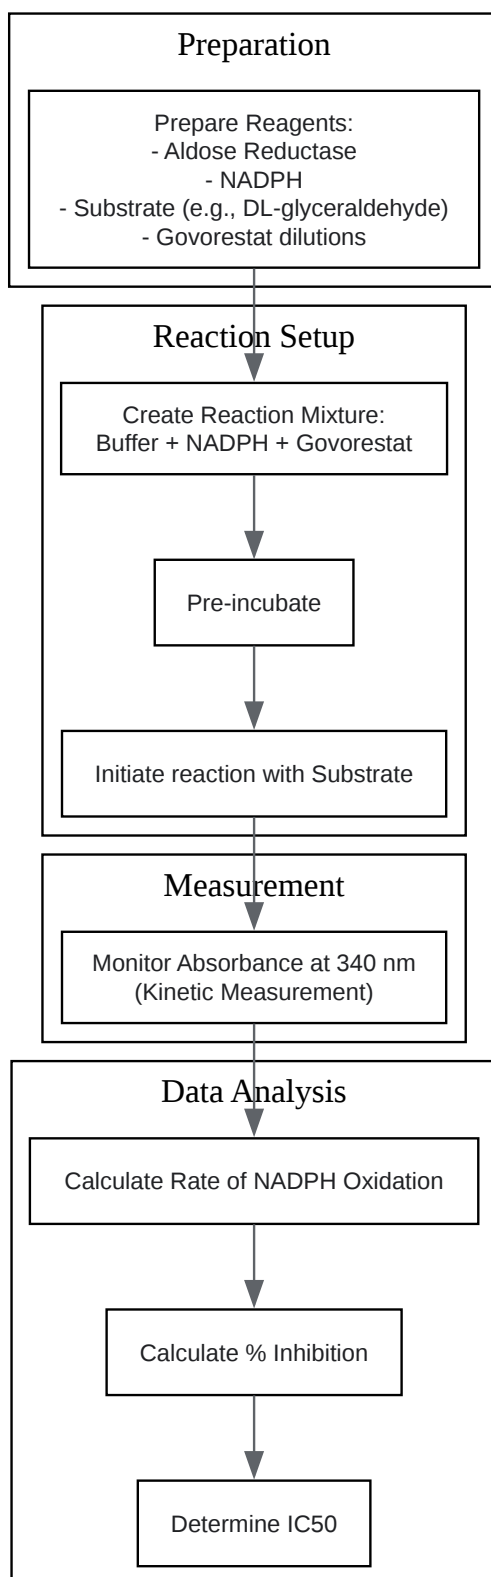 Preparation
Prepare Reagents:
- Aldose Reductase
- NADPH
- Substrate (e.g., DL-glyceraldehyde)
- Govorestat dilutions
Reaction Setup
Create Reaction Mixture:
Buffer + NADPH + Govorestat
Pre-incubate
Initiate reaction with Substrate
Measurement
Monitor Absorbance at 340 nm
(Kinetic Measurement)
Data Analysis
Calculate Rate of NADPH Oxidation
Calculate % Inhibition
Determine IC50